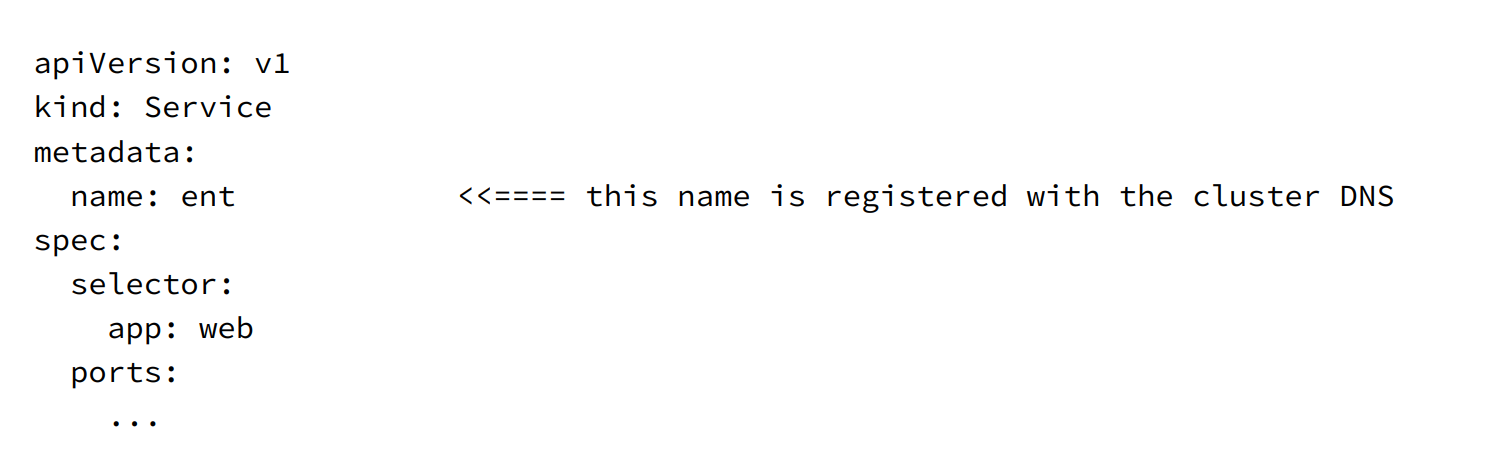 apiVersion: v1
kind: Service
metadata:
  name: ent            <<==== this name is registered with the cluster DNS
spec:
  selector:
    app: web
  ports:
    ...